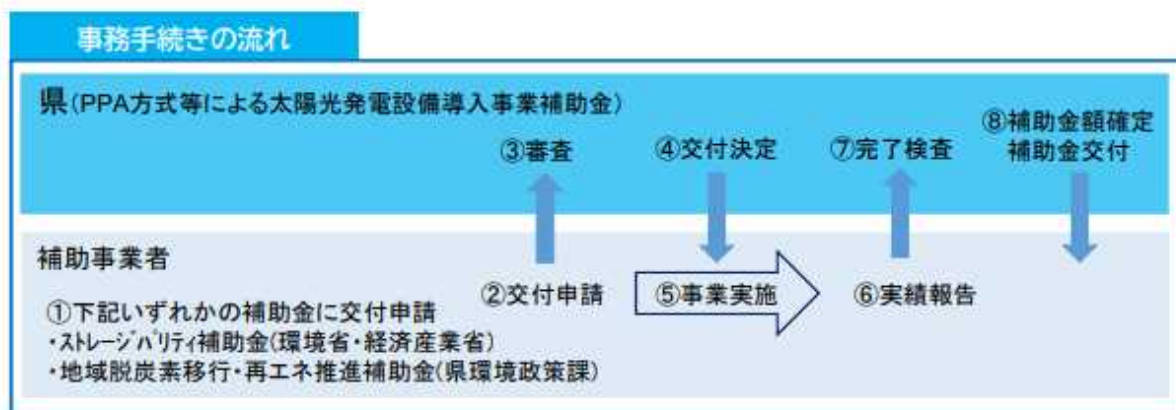 事務手続きの流れ
県(PPA方式等による太陽光発電設備導入事業補助金)
③審査
④交付決定
⑦完了検査
⑧補助金額確定
補助金交付
補助事業者
②交付申請
⑤事業実施
⑥実績報告
①下記いずれかの補助金に交付申請
・ストレージパリティ補助金(環境省・経済産業省)
・地域脱炭素移行・再エネ推進補助金(県環境政策課)